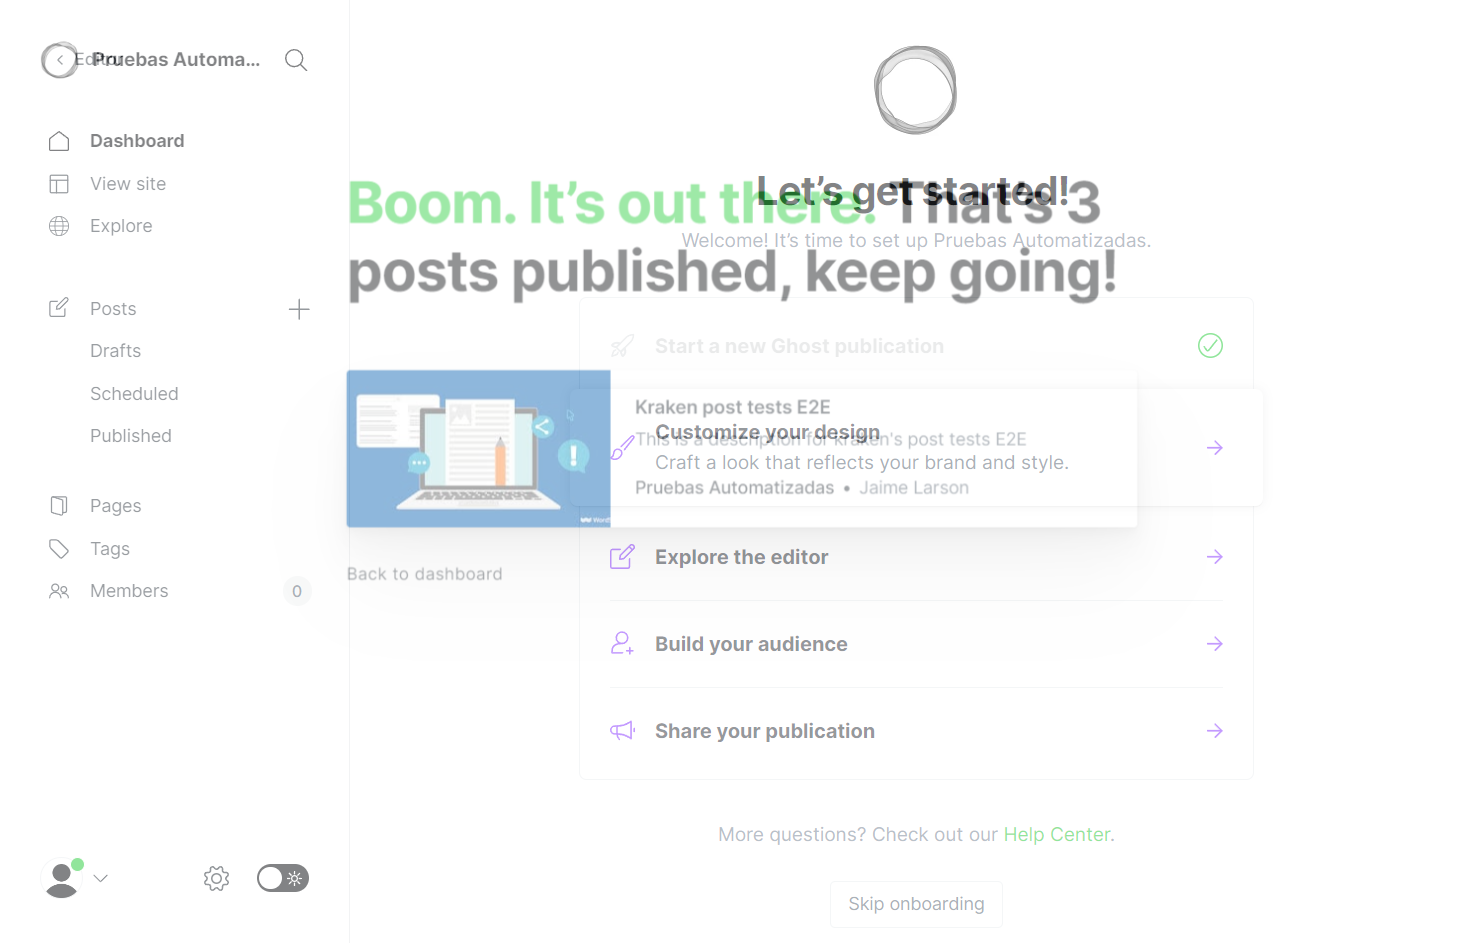 Editor
Pruebas Automa...
Dashboard
View site
Explore
Posts
Drafts
Scheduled
Published
Pages
Tags
Members
0
Let's get started!
Boom. It's out there. That's 3
posts published, keep going!
Welcome! It's time to set up Pruebas Automatizadas.
Start a new Ghost publication
Kraken post tests E2E
This is a description for Kraken's post tests E2E
Pruebas Automatizadas • Jaime Larson
Customize your design
Craft a look that reflects your brand and style.
Back to dashboard
Explore the editor
Build your audience
Share your publication
More questions? Check out our Help Center.
Skip onboarding